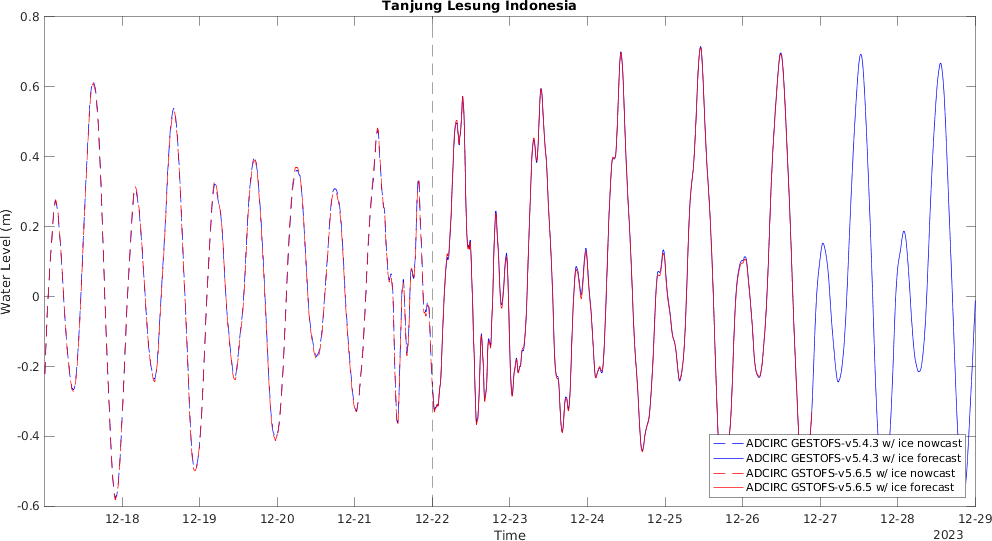 Tanjung Lesung Indonesia
0.8
0.6
0.4
0.2
0
-0.2
-0.4
-0.6
Water Level (m)
12-18 12-19 12-20 12-21 12-22 12-23 12-24 12-25 12-26 12-27 12-28 12-29
Time
2023
ADCIRC GESTOFS-v5.4.3 w/ ice nowcast
ADCIRC GESTOFS-v5.4.3 w/ ice forecast
ADCIRC GSTOFS-v5.6.5 w/ ice nowcast
ADCIRC GSTOFS-v5.6.5 w/ ice forecast